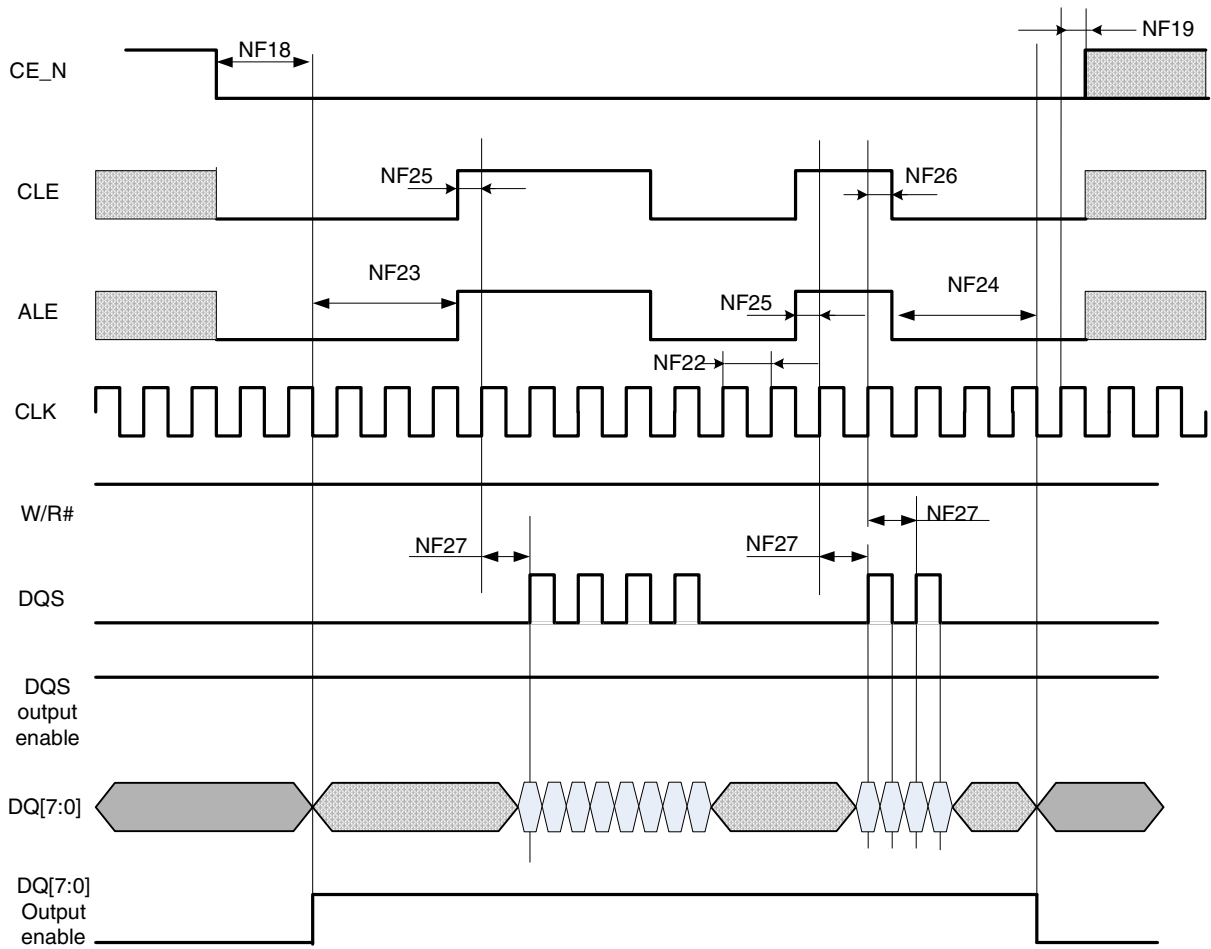 NF19
NF18
CE_N
NF25
NF26
CLE
NF23
NF24
NF25
ALE
NF22
CLK
W/R#
NF27
NF27
NF27
DQS
DQS
output
enable
DQ[7:0]
DQ[7:0]
Output
enable